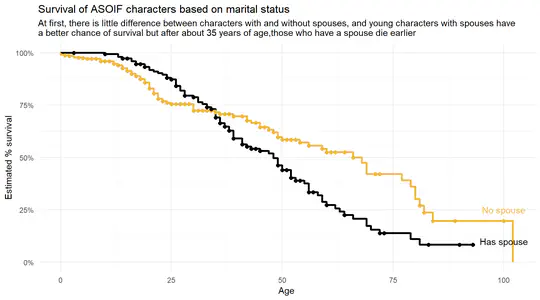 Survival of ASOIF characters based on marital status
At first, there is little difference between characters with and without spouses, and young characters with spouses have
a better chance of survival but after about 35 years of age,those who have a spouse die earlier
100%
75%
50%
25%
0%
Estimated % survival
No spouse
Has spouse
0
25
50
75
100
Age